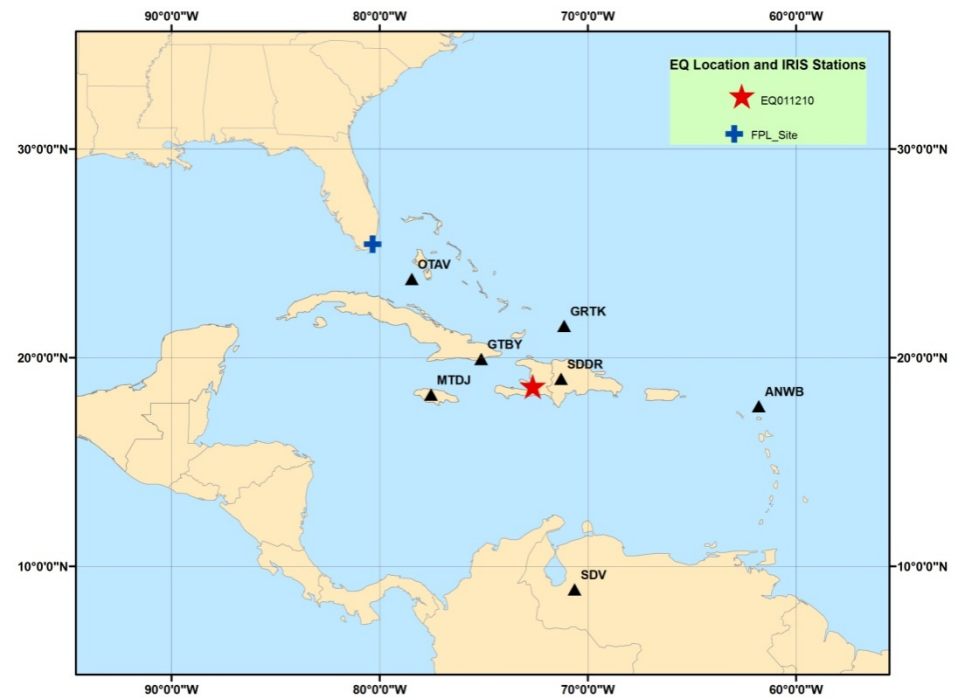 90°0'0"W 80°0'0"W 70°0'0"W 60°0'0"W
EQ Location and IRIS Stations
EQ011210
FPL_Site
30°0'0"N 30°0'0"N
OTAV
GRTK
GTBY
20°0'0"N 20°0'0"N
SDDR
MTDJ
ANWB
10°0'0"N 10°0'0"N
SDV
90°0'0"W 80°0'0"W 70°0'0"W 60°0'0"W